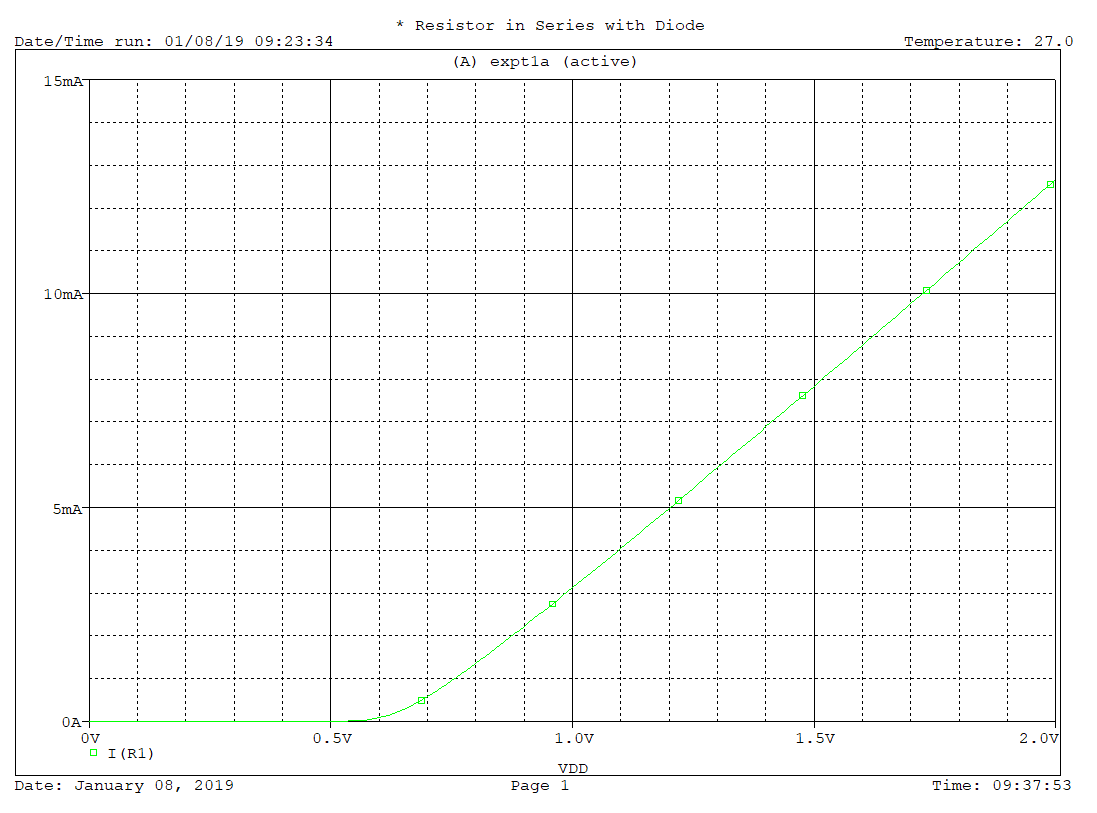 * Resistor in Series with Diode
Date/Time run: 01/08/19 09:23:34 Temperature: 27.0
(A) expt1a (active)
15mA
10mA
5mA
0A
0V 0.5V 1.0V 1.5V 2.0V
I(R1)
VDD
Date: January 08, 2019 Page 1 Time: 09:37:53